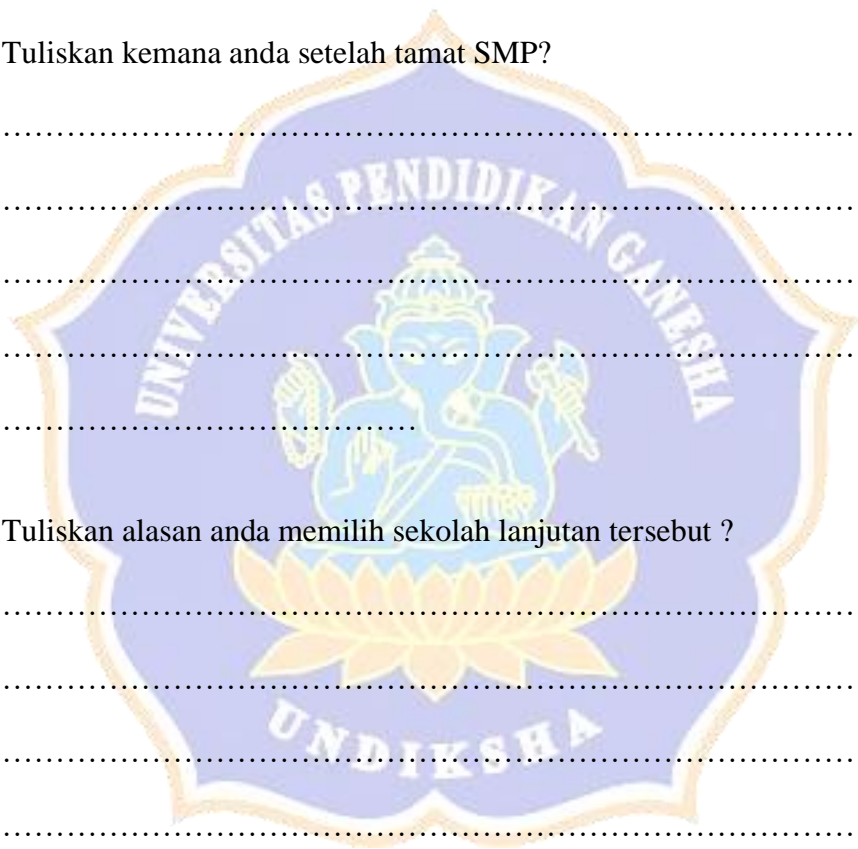 Tuliskan kemana anda setelah tamat SMP?
……………………………………………………………………
……………………………………………………………………
……………………………………………………………………
……………………………………………………………………
…………………………………
Tuliskan alasan anda memilih sekolah lanjutan tersebut ?
……………………………………………………………………
……………………………………………………………………
……………………………………………………………………
……………………………………………………………………
UNIVERSITAS PENDIDIKAN GANESHA
UNDIKSHA